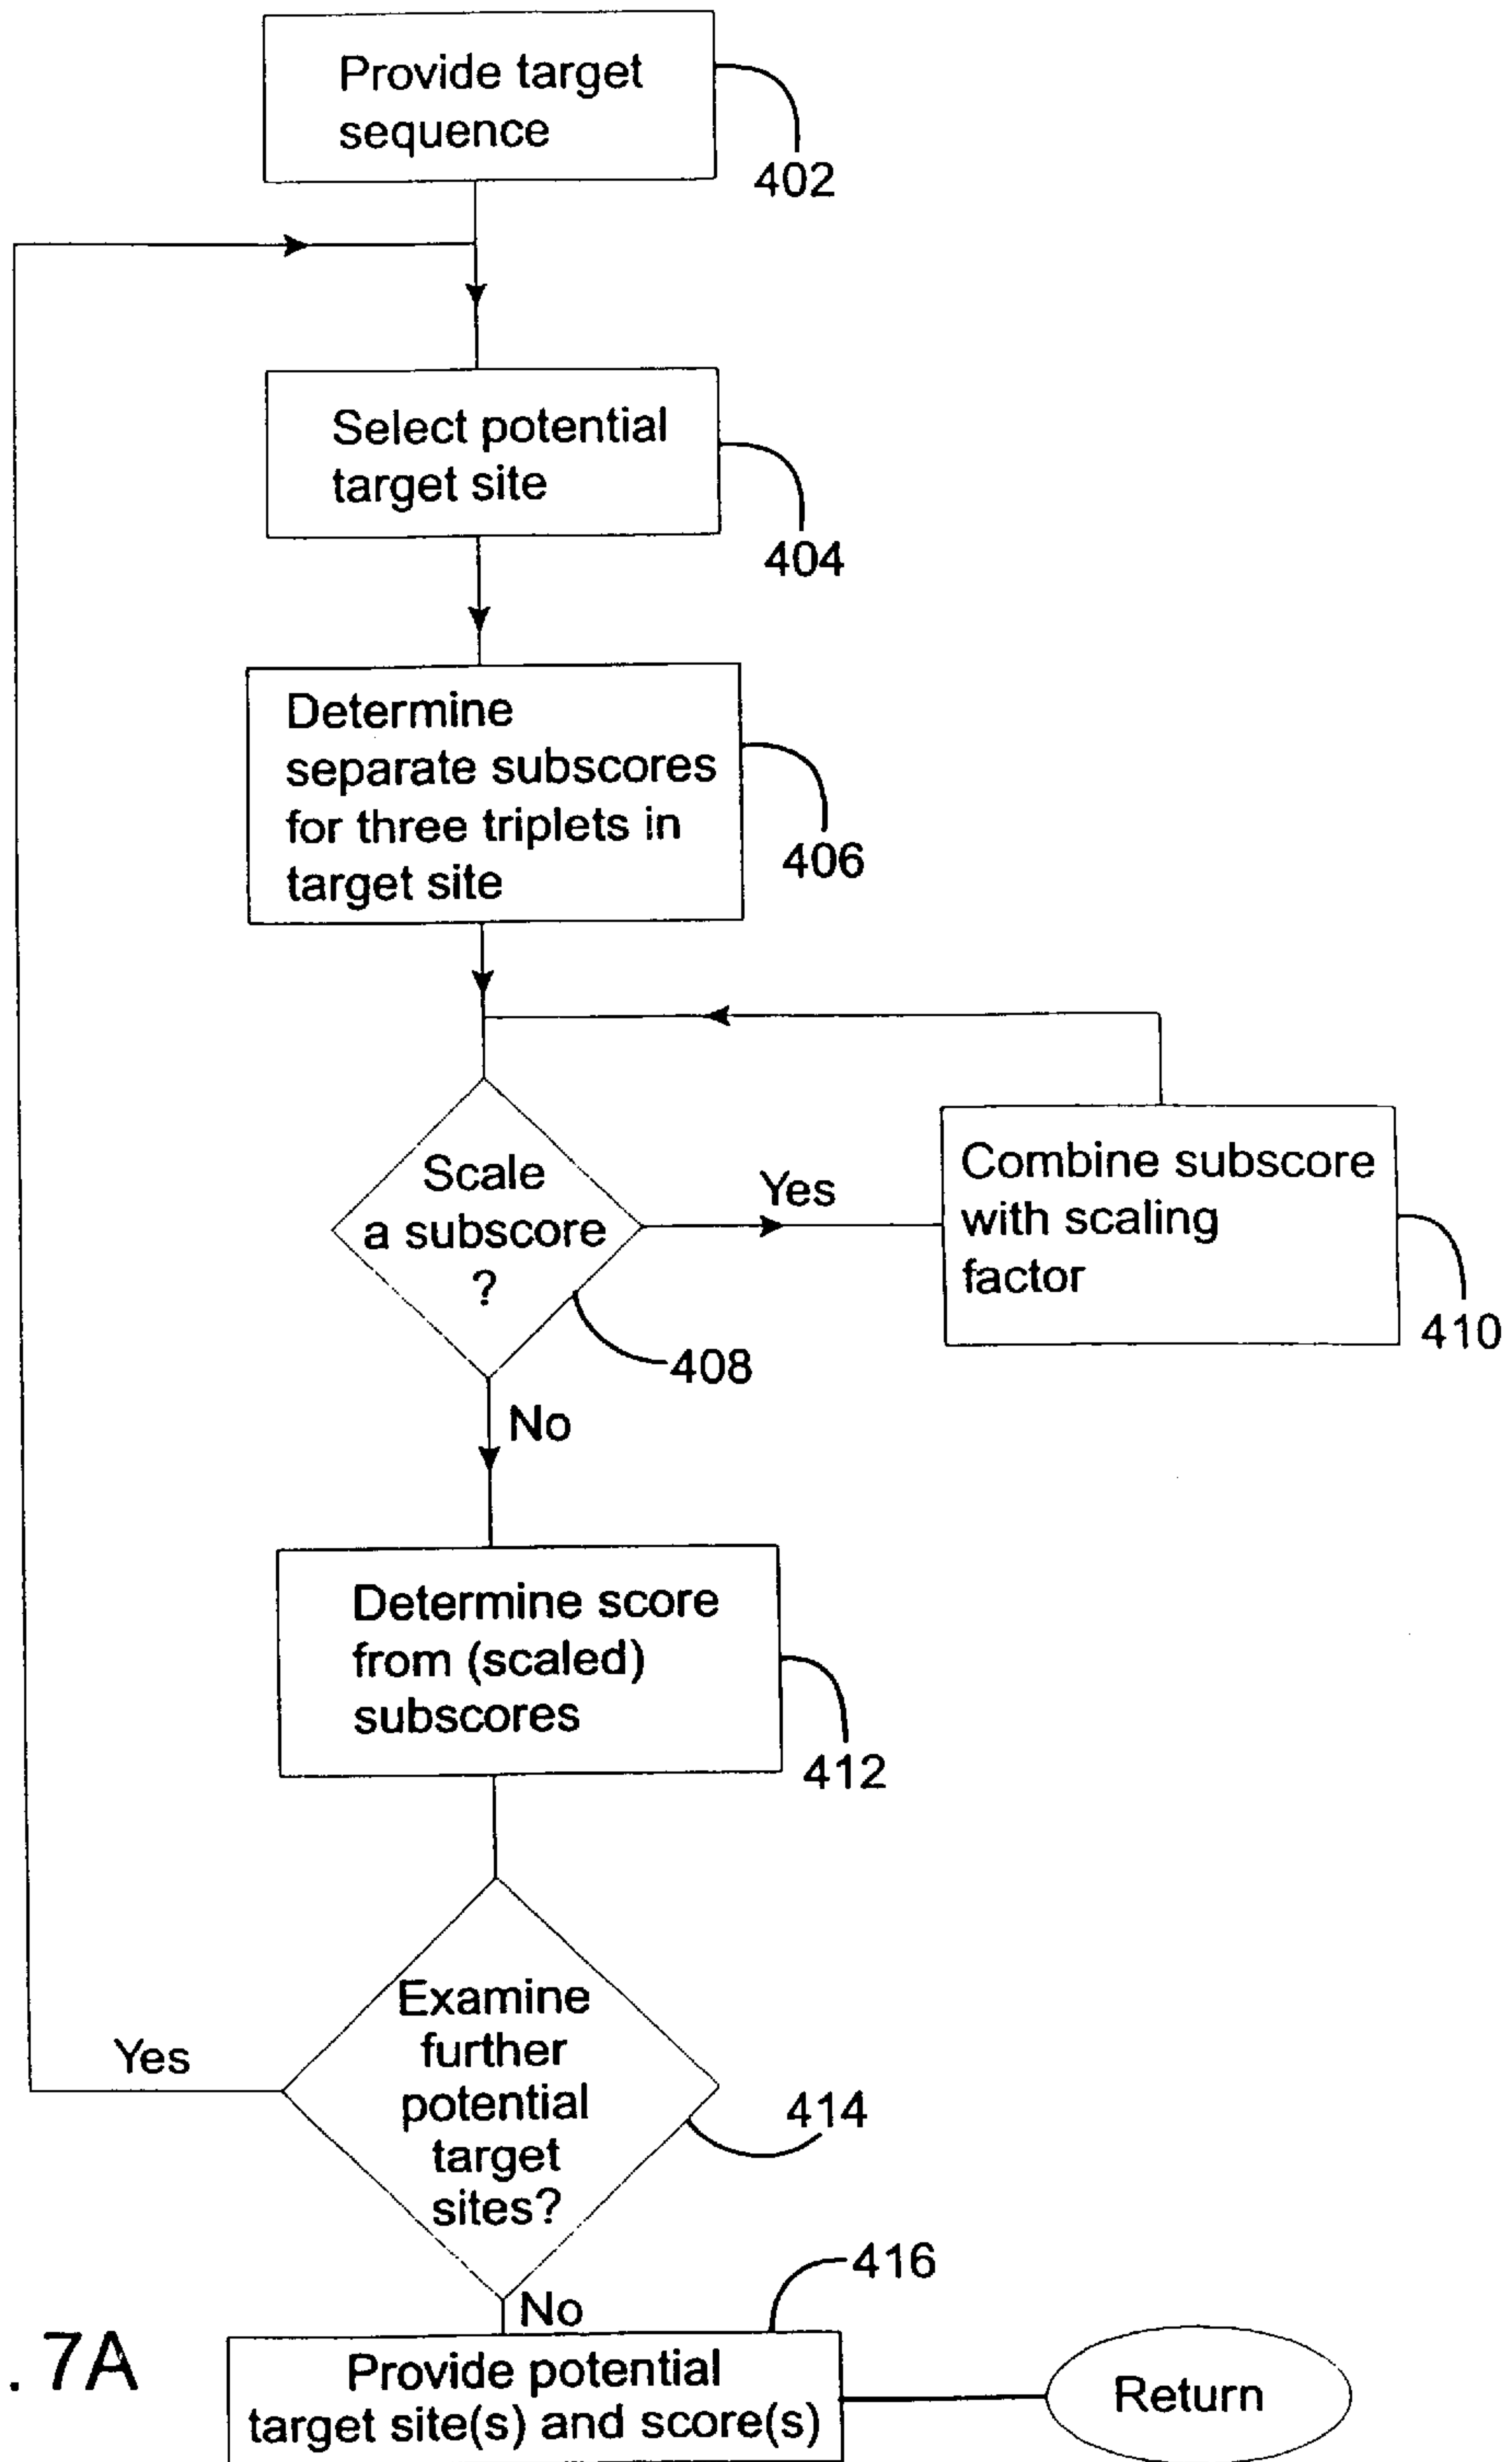 Provide target
sequence
402
Select potential
target site
404
Determine
separate subscores
for three triplets in
target site
406
Scale
a subscore
?
408
Yes
Combine subscore
with scaling
factor
410
No
Determine score
from (scaled)
subscores
412
Examine
further
potential
target
sites?
414
Yes
No
416
Provide potential
target site(s) and score(s)
Return
. 7A